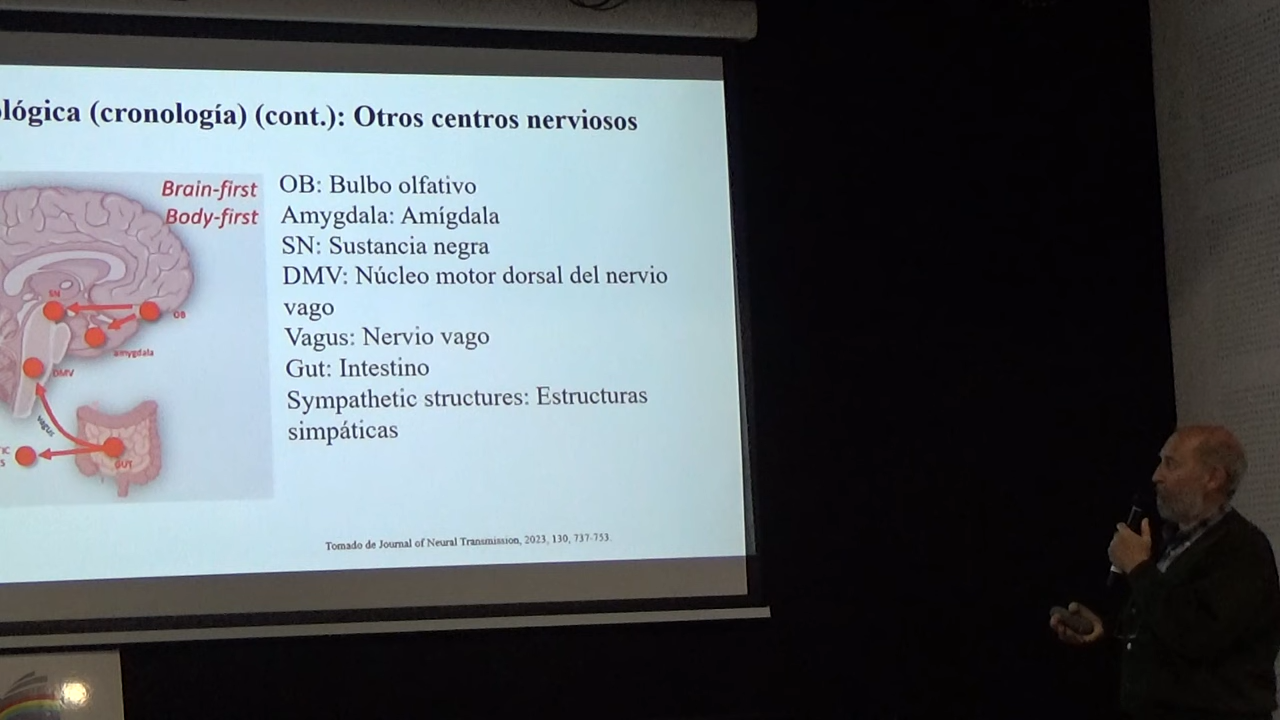 lógica (cronología) (cont.): Otros centros nerviosos
Brain-first
Body-first
OB: Bulbo olfativo
Amygdala: Amígdala
SN: Sustancia negra
DMV: Núcleo motor dorsal del nervio
vago
Vagus: Nervio vago
Gut: Intestino
Sympathetic structures: Estructuras
simpáticas
SN
OB
amygdala
DMV
vagus
GUT
IC
S
Tomado de Journal of Neural Transmission, 2023, 130, 737-753.